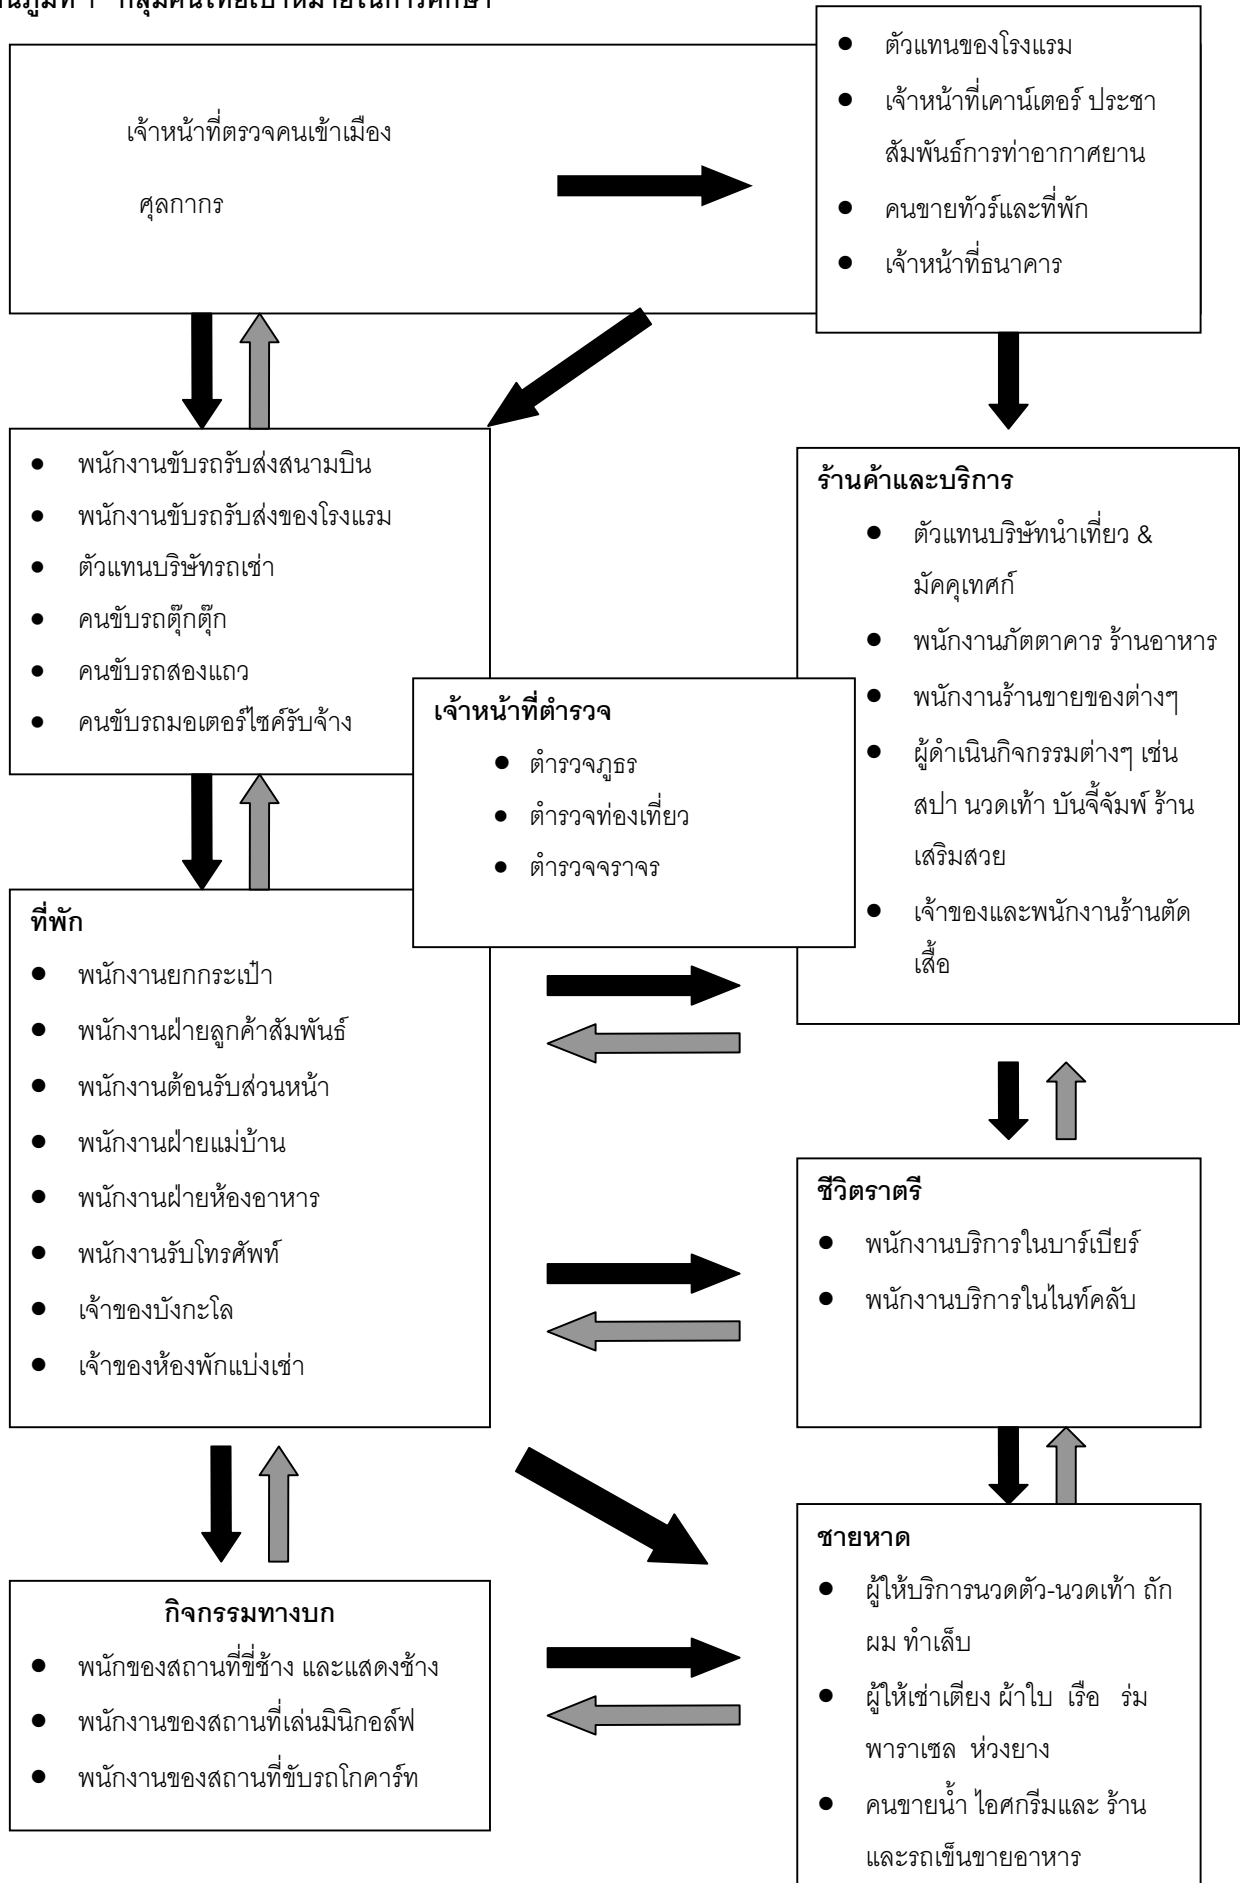 กลุ่มคนไทยเป้าหมายในการศึกษา
เจ้าหน้าที่ตรวจคนเข้าเมือง
ศุลกากร
● ตัวแทนของโรงแรม
● เจ้าหน้าที่เคาน์เตอร์ ประชา
สัมพันธ์การท่าอากาศยาน
● คนขายทัวร์และที่พัก
● เจ้าหน้าที่ธนาคาร
● พนักงานขับรถรับส่งสนามบิน
● พนักงานขับรถรับส่งของโรงแรม
● ตัวแทนบริษัทรถเช่า
● คนขับรถตุ๊กตุ๊ก
● คนขับรถสองแถว
● คนขับรถมอเตอร์ไซค์รับจ้าง
ร้านค้าและบริการ
● ตัวแทนบริษัทนำเที่ยว &
มัคคุเทศก์
● พนักงานภัตตาคาร ร้านอาหาร
● พนักงานร้านขายของต่างๆ
● ผู้ดำเนินกิจกรรมต่างๆ เช่น
สปา นวดเท้า บันจี้จัมพ์ ร้าน
เสริมสวย
● เจ้าของและพนักงานร้านตัด
เสื้อ
เจ้าหน้าที่ตำรวจ
● ตำรวจภูธร
● ตำรวจท่องเที่ยว
● ตำรวจจราจร
ที่พัก
● พนักงานยกกระเป๋า
● พนักงานฝ่ายลูกค้าสัมพันธ์
● พนักงานต้อนรับส่วนหน้า
● พนักงานฝ่ายแม่บ้าน
● พนักงานฝ่ายห้องอาหาร
● พนักงานรับโทรศัพท์
● เจ้าของบังกะโล
● เจ้าของห้องพักแบ่งเช่า
ชีวิตราตรี
● พนักงานบริการในบาร์เบียร์
● พนักงานบริการในไนท์คลับ
กิจกรรมทางบก
● พนักของสถานที่ขี่ช้าง และแสดงช้าง
● พนักงานของสถานที่เล่นมินิกอล์ฟ
● พนักงานของสถานที่ขับรถโกคาร์ท
ชายหาด
● ผู้ให้บริการนวดตัว-นวดเท้า ถัก
ผม ทำเล็บ
● ผู้ให้เช่าเตียง ผ้าใบ เรือ ร่ม
พาราเซล ห่วงยาง
● คนขายน้ำ ไอศกรีมและ ร้าน
และรถเข็นขายอาหาร